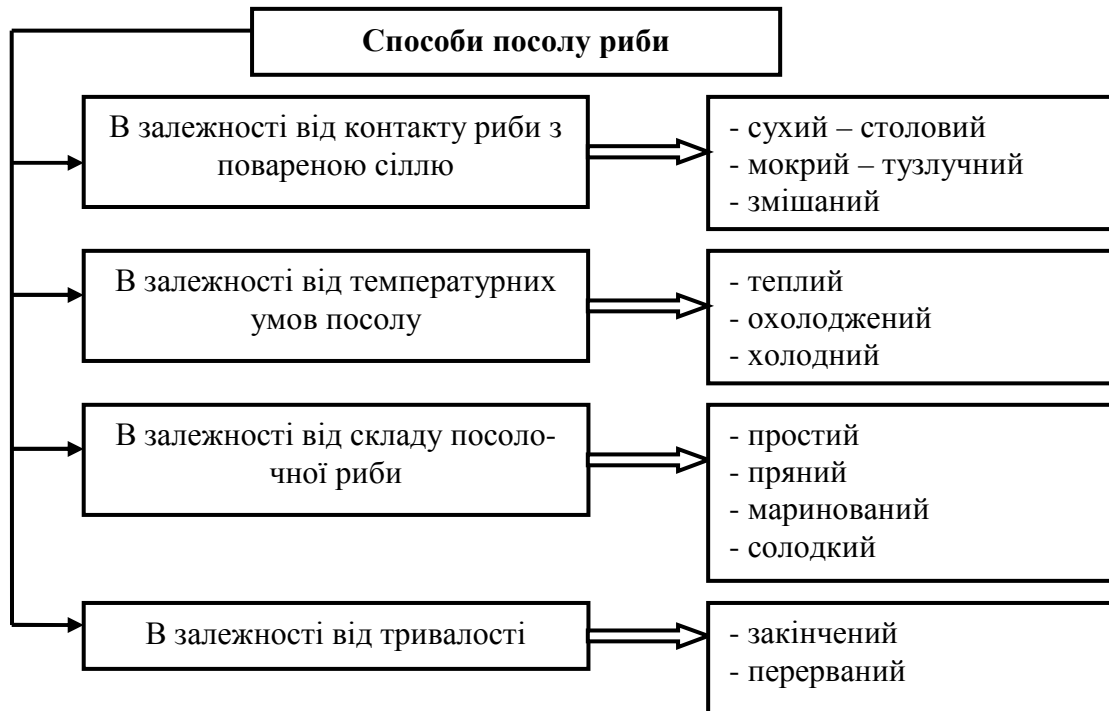 Способи посолу риби
В залежності від контакту риби з
повареною сіллю
- сухий – столовий
- мокрий – тузлучний
- змішаний
В залежності від температурних
умов посолу
- теплий
- охолоджений
- холодний
В залежності від складу посоло-
чної риби
- простий
- пряний
- маринований
- солодкий
В залежності від тривалості
- закінчений
- перерваний